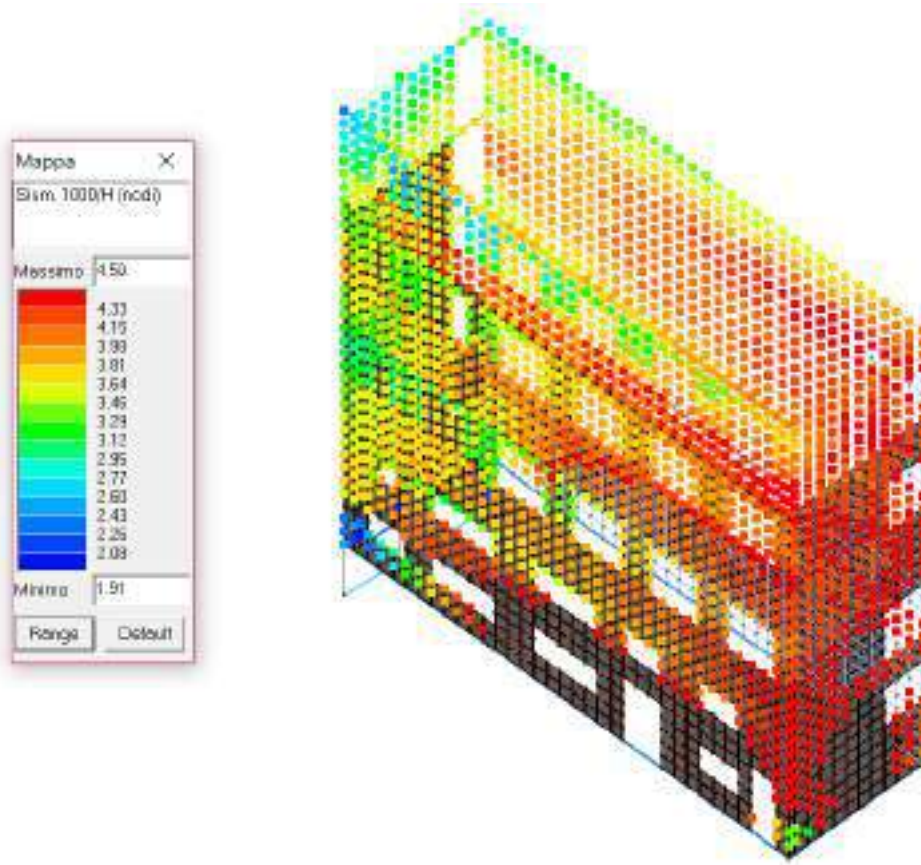 Mappa
Sism. 1000/H (nodi)
Massimo 4.50
4.33
4.15
3.98
3.81
3.64
3.46
3.29
3.12
2.95
2.77
2.60
2.43
2.26
2.08
Minimo 1.91
Range Default